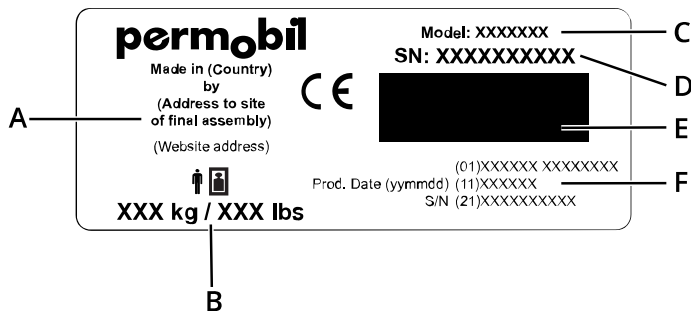 permobil
Made in (Country)
by
(Address to site
of final assembly)
(Website address)
XXX kg / XXX lbs
CE
Model: XXXXXXX
SN: XXXXXXXXXX
(01)XXXXXX XXXXXXXX
Prod. Date (yymmdd) (11)XXXXXX
S/N (21)XXXXXXXXXX
A
B
C
D
E
F